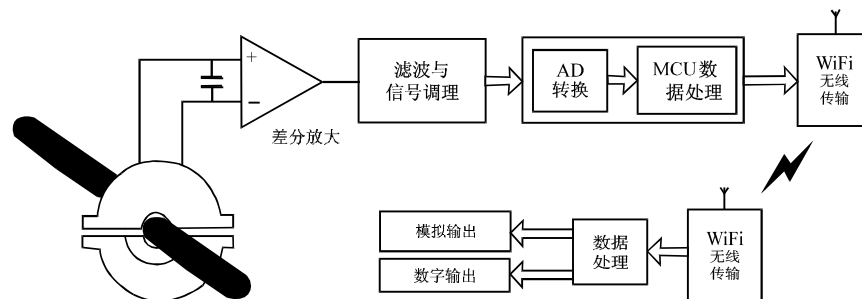 +
−
差分放大
滤波与
信号调理
AD
转换
MCU数
据处理
WiFi
无线
传输
模拟输出
数字输出
数据
处理
WiFi
无线
传输